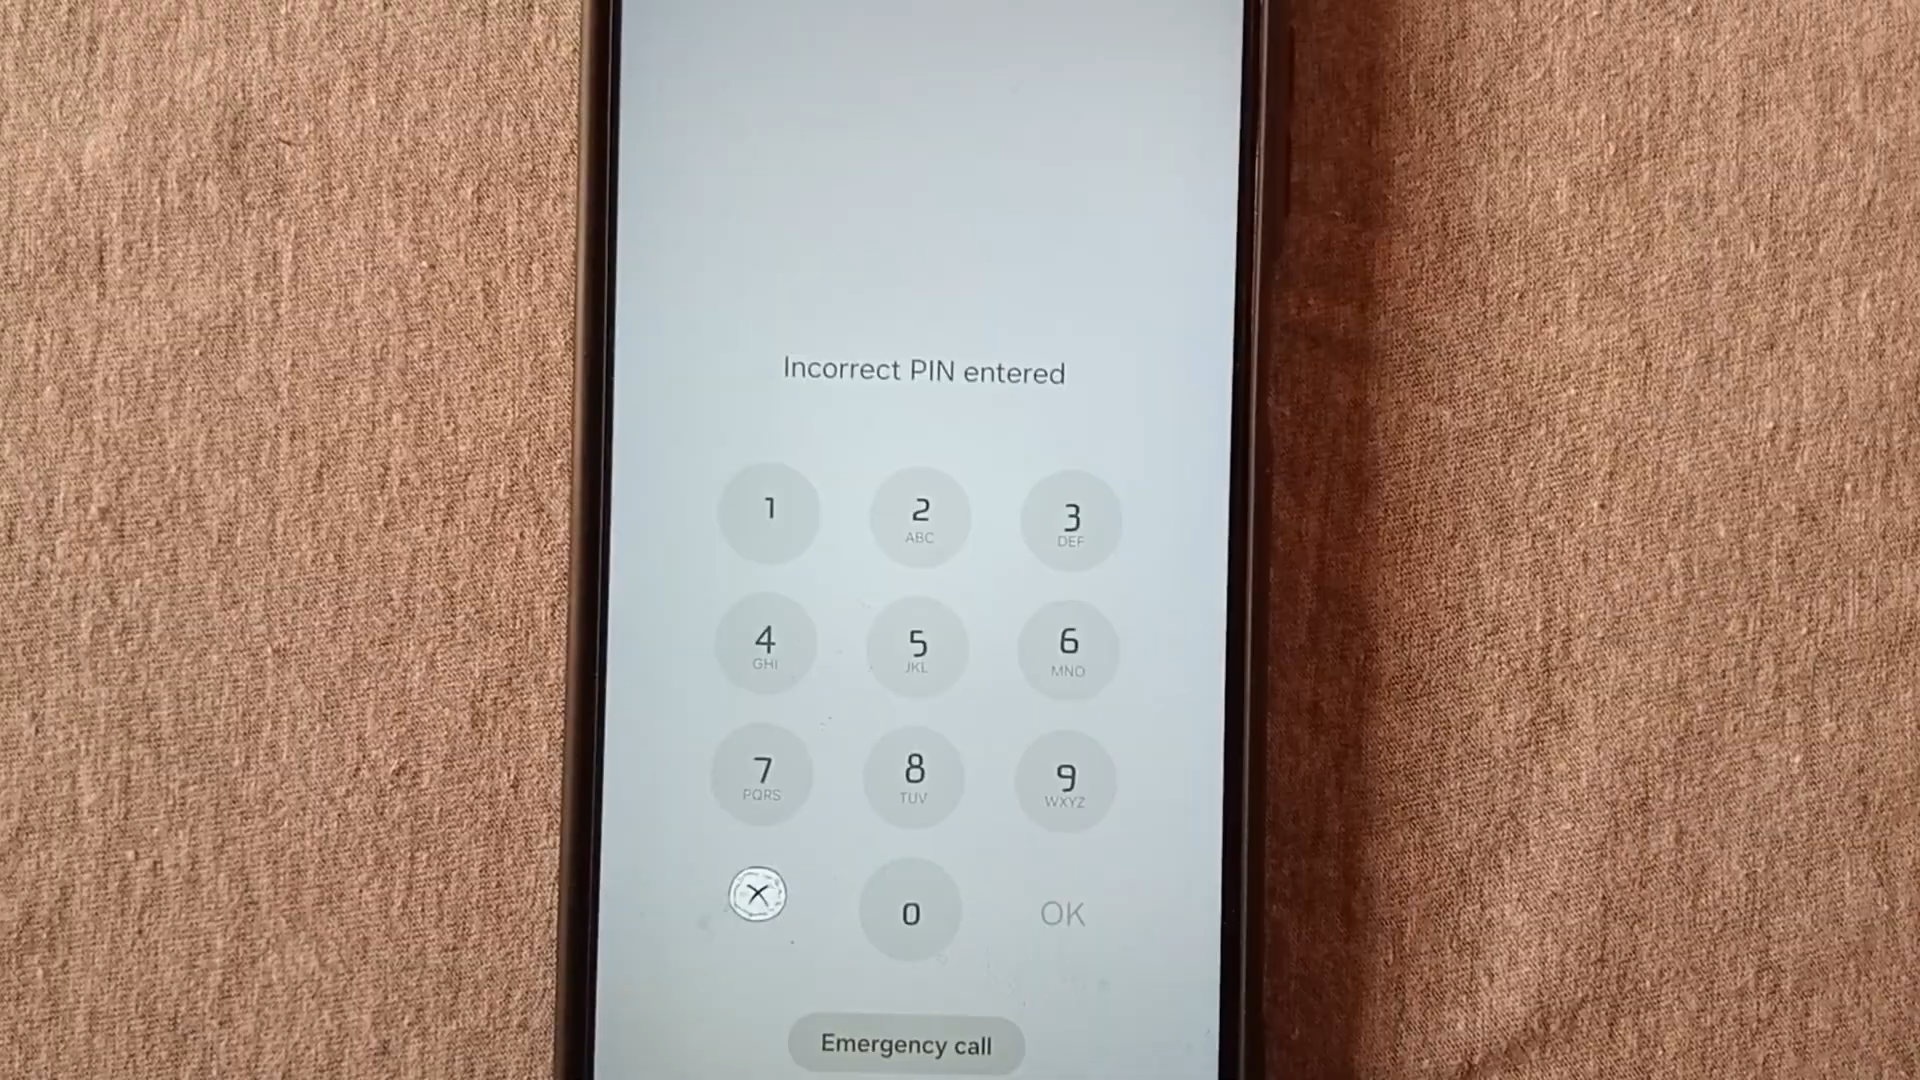 Incorrect PIN entered
1 2 3
ABC DEF
4 5 6
GHI JKL MNO
7 8 9
PQRS TUV WXYZ
0 OK
Emergency call